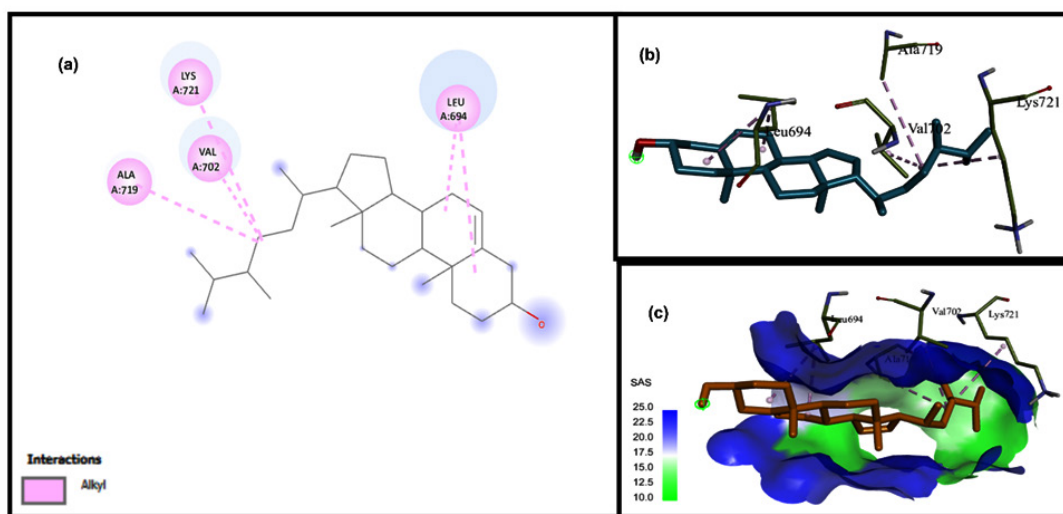 (a)
LYS
A:721
VAL
A:702
ALA
A:719
LEU
A:694
O
Interactions
Alkyl
(b)
Ala719
Lys721
Leu694
Val702
(c)
Leu694
Val702
Lys721
SAS
25.0
22.5
20.0
17.5
15.0
12.5
10.0